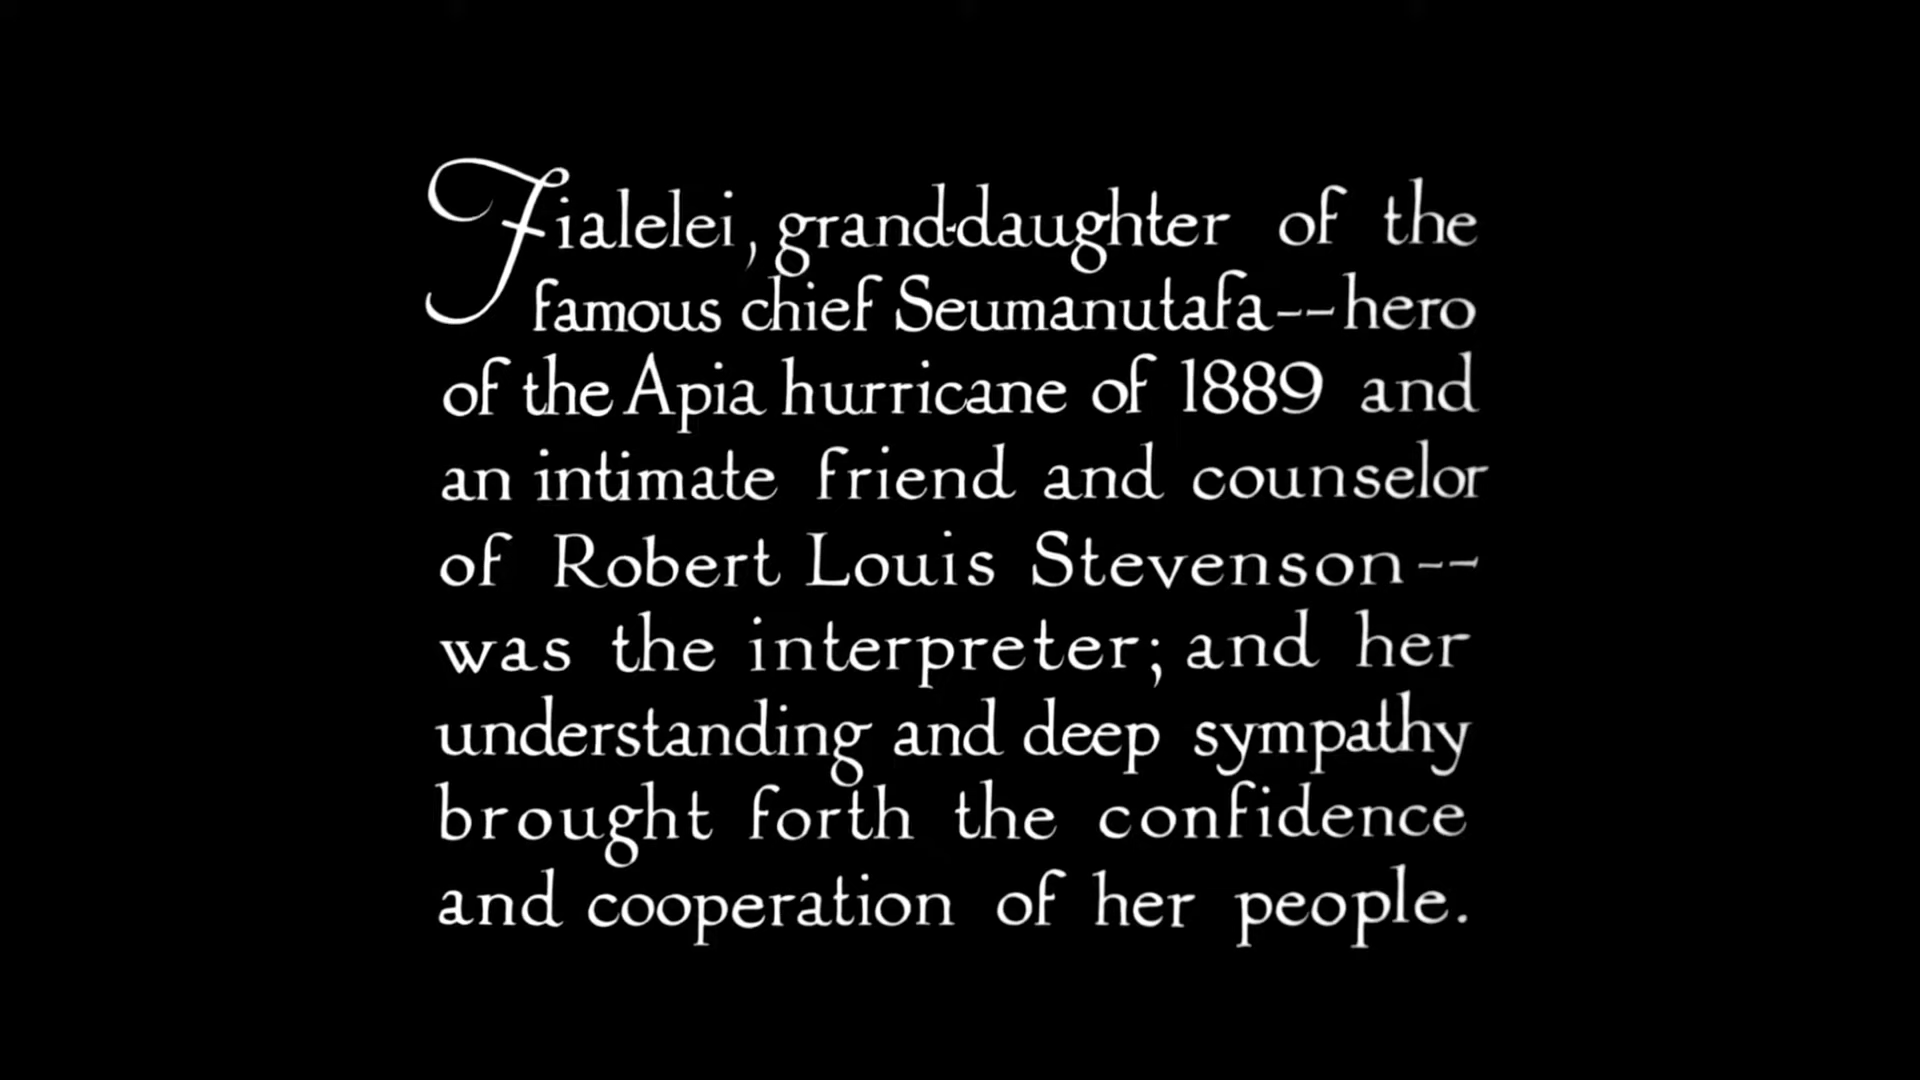 Fialelei, grand-daughter of the
famous chief Seumanutafa--hero
of the Apia hurricane of 1889 and
an intimate friend and counselor
of Robert Louis Stevenson--
was the interpreter; and her
understanding and deep sympathy
brought forth the confidence
and cooperation of her people.